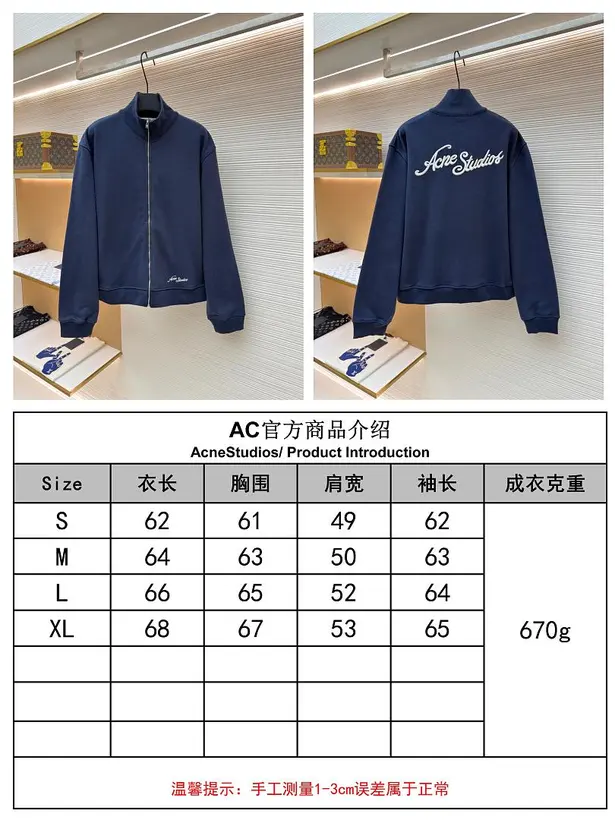 Acne Studios
Acne Studios
AC官方商品介绍
AcneStudios/ Product Introduction
Size 衣长 胸围 肩宽 袖长 成衣克重
S 62 61 49 62
M 64 63 50 63
L 66 65 52 64
XL 68 67 53 65
670g
温馨提示：手工测量1-3cm误差属于正常